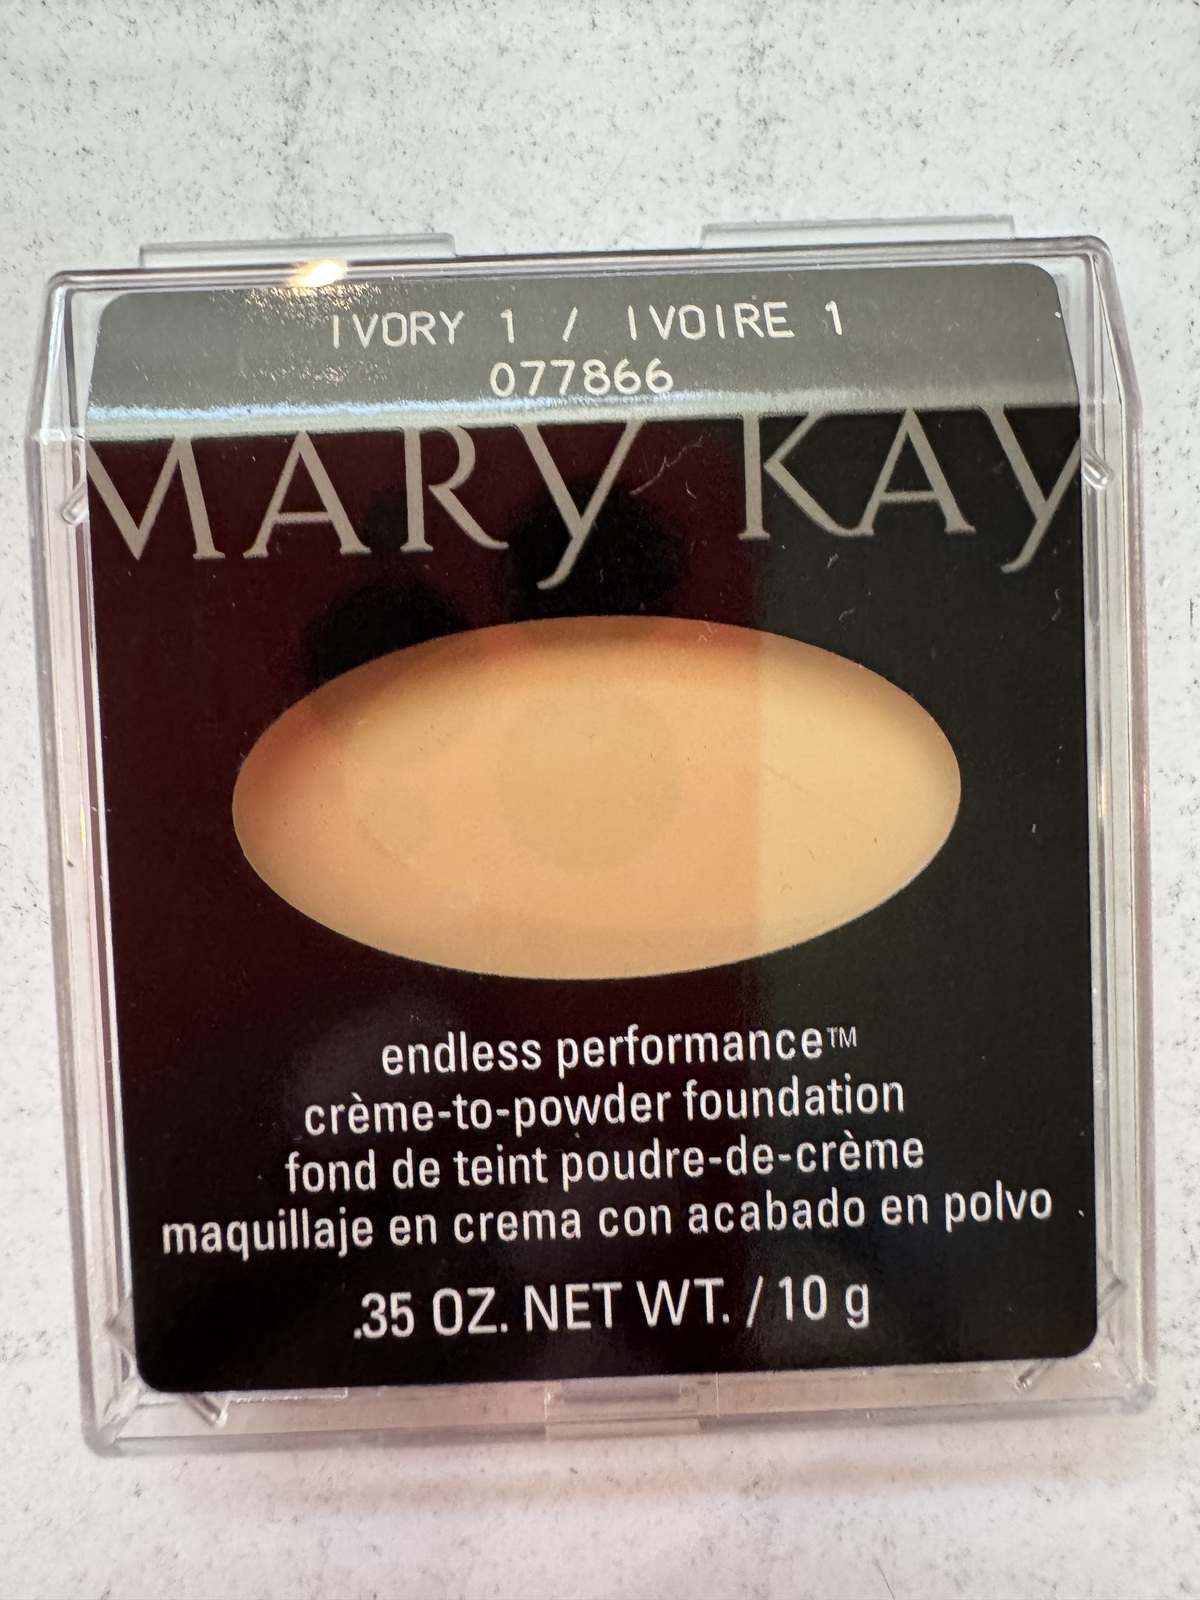 IVORY 1 / IVOIRE 1
077866
MARY KAY
endless performance™
crème-to-powder foundation
fond de teint poudre-de-crème
maquillaje en crema con acabado en polvo
.35 OZ. NET WT. / 10 g